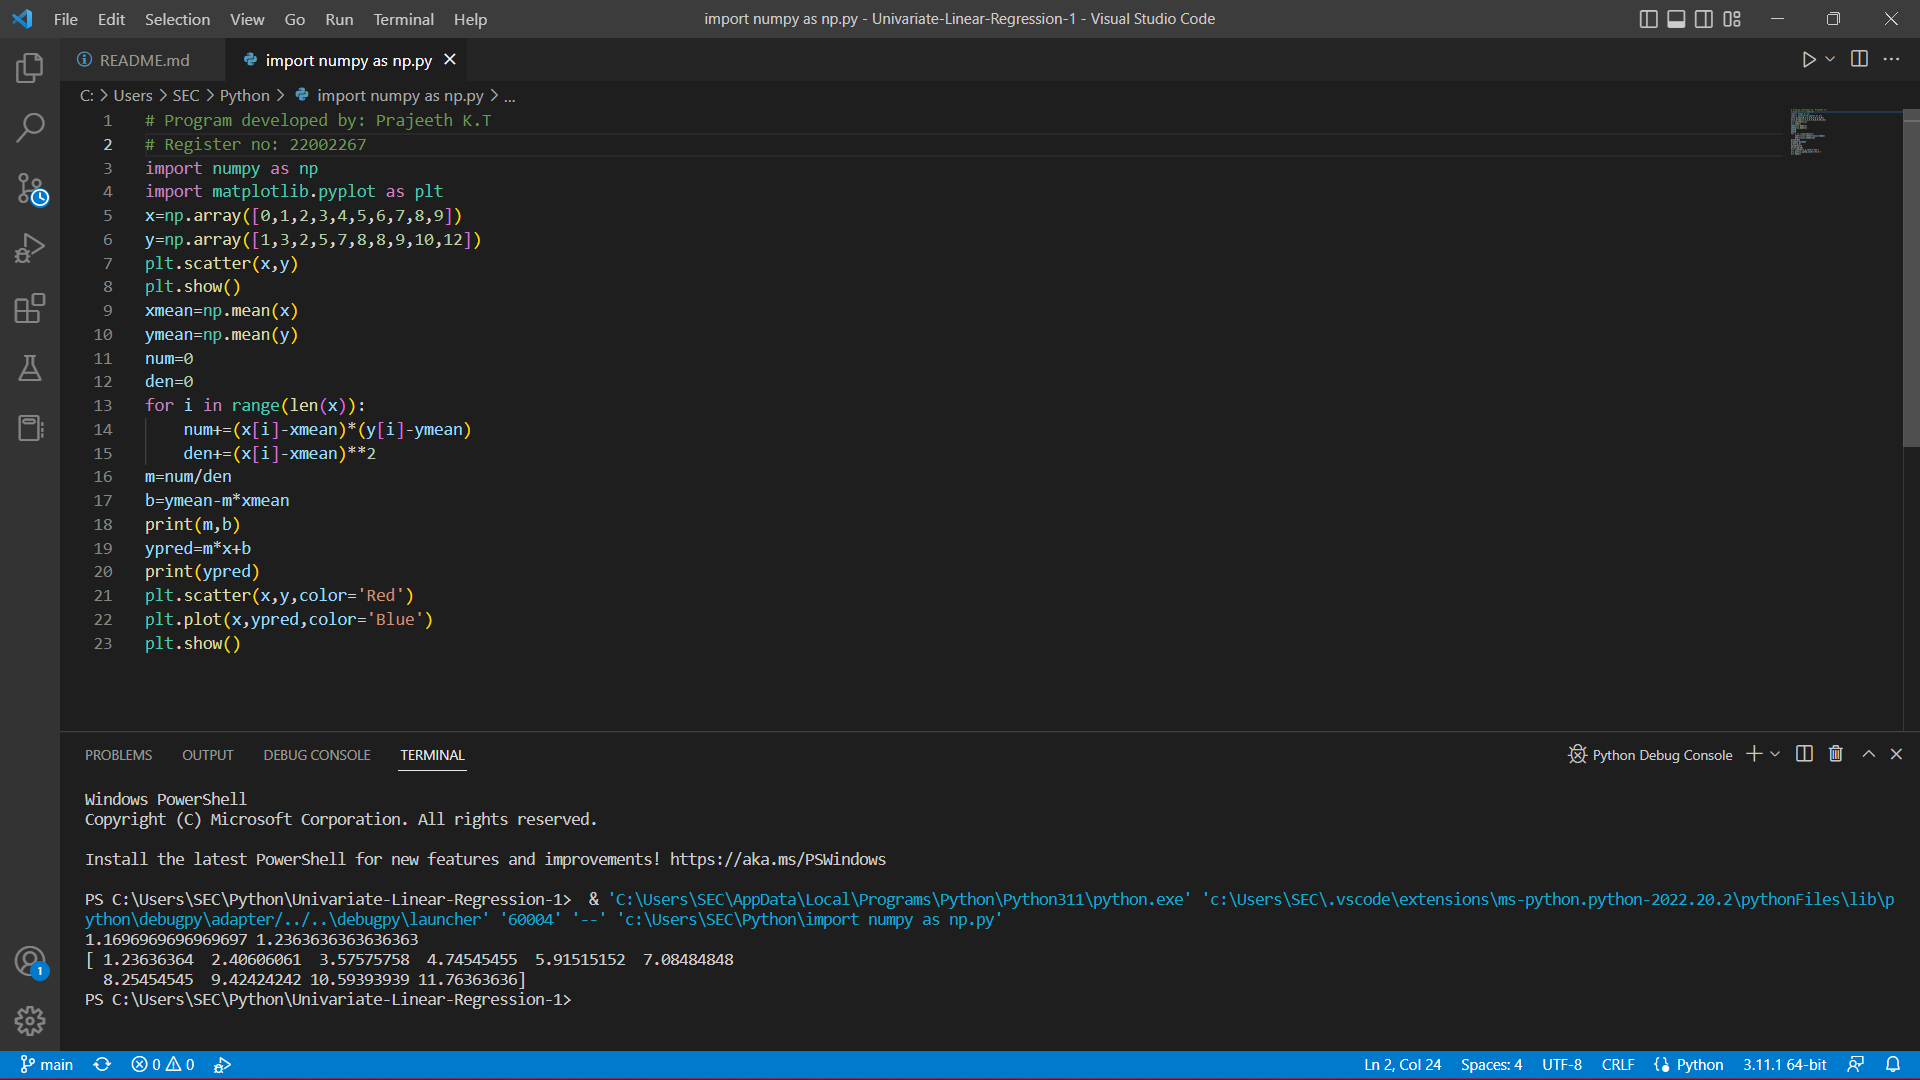 File Edit Selection View Go Run Terminal Help
import numpy as np.py - Univariate-Linear-Regression-1 - Visual Studio Code
README.md
import numpy as np.py
C: > Users > SEC > Python > import numpy as np.py > ...
1 # Program developed by: Prajeeth K.T
2 # Register no: 22002267
3 import numpy as np
4 import matplotlib.pyplot as plt
5 x=np.array([0,1,2,3,4,5,6,7,8,9])
6 y=np.array([1,3,2,5,7,8,8,9,10,12])
7 plt.scatter(x,y)
8 plt.show()
9 xmean=np.mean(x)
10 ymean=np.mean(y)
11 num=0
12 den=0
13 for i in range(len(x)):
14     num+=(x[i]-xmean)*(y[i]-ymean)
15     den+=(x[i]-xmean)**2
16 m=num/den
17 b=ymean-m*xmean
18 print(m,b)
19 ypred=m*x+b
20 print(ypred)
21 plt.scatter(x,y,color='Red')
22 plt.plot(x,ypred,color='Blue')
23 plt.show()
PROBLEMS OUTPUT DEBUG CONSOLE TERMINAL
Python Debug Console
Windows PowerShell
Copyright (C) Microsoft Corporation. All rights reserved.
Install the latest PowerShell for new features and improvements! https://aka.ms/PSWindows
PS C:\Users\SEC\Python\Univariate-Linear-Regression-1>  & 'C:\Users\SEC\AppData\Local\Programs\Python\Python311\python.exe' 'c:\Users\SEC\.vscode\extensions\ms-python.python-2022.20.2\pythonFiles\lib\p
ython\debugpy\adapter/../..\debugpy\launcher' '60004' '--' 'c:\Users\SEC\Python\import numpy as np.py'
1.1696969696969697 1.2363636363636363
[ 1.23636364  2.40606061  3.57575758  4.74545455  5.91515152  7.08484848
  8.25454545  9.42424242 10.59393939 11.76363636]
PS C:\Users\SEC\Python\Univariate-Linear-Regression-1>
1
main 0 0
Ln 2, Col 24 Spaces: 4 UTF-8 CRLF Python 3.11.1 64-bit